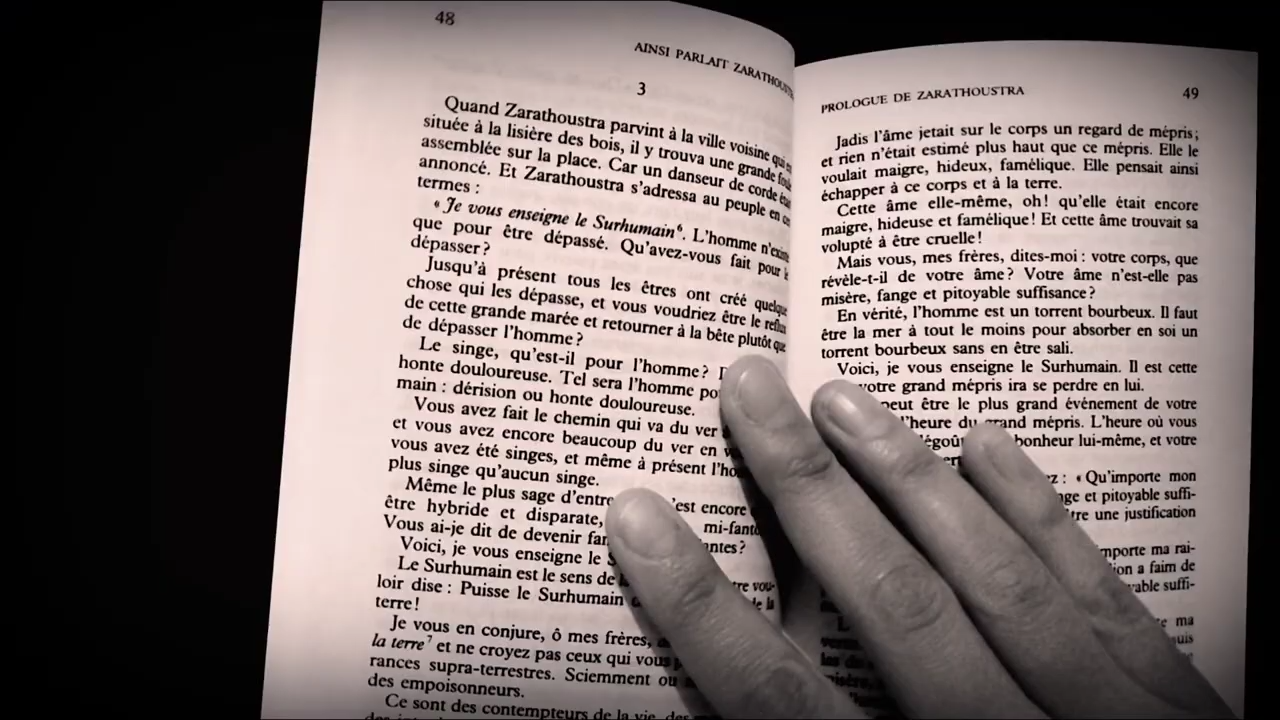 48
AINSI PARLAIT ZARATHOUSTR
3
Quand Zarathoustra parvint à la ville voisine qui
située à la lisière des bois, il y trouva une grande
assemblée sur la place. Car un danseur de corde
annoncé. Et Zarathoustra s'adressa au peuple en
termes :
« Je vous enseigne le Surhumain⁶. L'homme n'existe
que pour être dépassé. Qu'avez-vous fait pour le
dépasser?
Jusqu'à présent tous les êtres ont créé quelque
chose qui les dépasse, et vous voudriez être le reflux
de cette grande marée et retourner à la bête plutôt que
de dépasser l'homme?
Le singe, qu'est-il pour l'homme?
honte douloureuse. Tel sera l'homme
main : dérision ou honte douloureuse.
Vous avez fait le chemin qui va du ver
et vous avez encore beaucoup du ver en
vous avez été singes, et même à présent
plus singe qu'aucun singe.
Même le plus sage d'entre 'est encore
être hybride et disparate, mi-
Vous ai-je dit de devenir
Voici, je vous enseigne le
Le Surhumain est le sens de vou-
loir dise : Puisse le Surhumain de la
terre!
Je vous en conjure, ô mes frères,
la terre⁷ et ne croyez pas ceux qui vous
rances supra-terrestres. Sciemment ou
des empoisonneurs.
Ce sont des contempteurs de la vie, des
PROLOGUE DE ZARATHOUSTRA
49
Jadis l'âme jetait sur le corps un regard de mépris;
et rien n'était estimé plus haut que ce mépris. Elle le
voulait maigre, hideux, famélique. Elle pensait ainsi
échapper à ce corps et à la terre.
Cette âme elle-même, oh! qu'elle était encore
maigre, hideuse et famélique! Et cette âme trouvait sa
volupté à être cruelle!
Mais vous, mes frères, dites-moi : votre corps, que
révèle-t-il de votre âme? Votre âme n'est-elle pas
misère, fange et pitoyable suffisance?
En vérité, l'homme est un torrent bourbeux. Il faut
être la mer à tout le moins pour absorber en soi un
torrent bourbeux sans en être sali.
Voici, je vous enseigne le Surhumain. Il est cette
votre grand mépris ira se perdre en lui.
peut être le plus grand événement de votre
l'heure du grand mépris. L'heure où vous
bonheur lui-même, et votre
: « Qu'importe mon
et pitoyable suffi-
une justification
ma rai-
a faim de
suffi-
ma